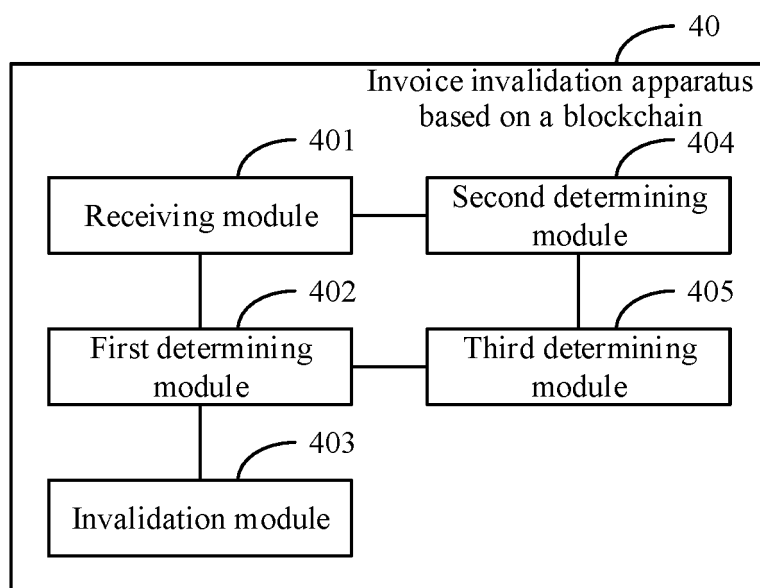 40
Invoice invalidation apparatus
based on a blockchain
401
Receiving module
404
Second determining
module
402
First determining
module
405
Third determining
module
403
Invalidation module